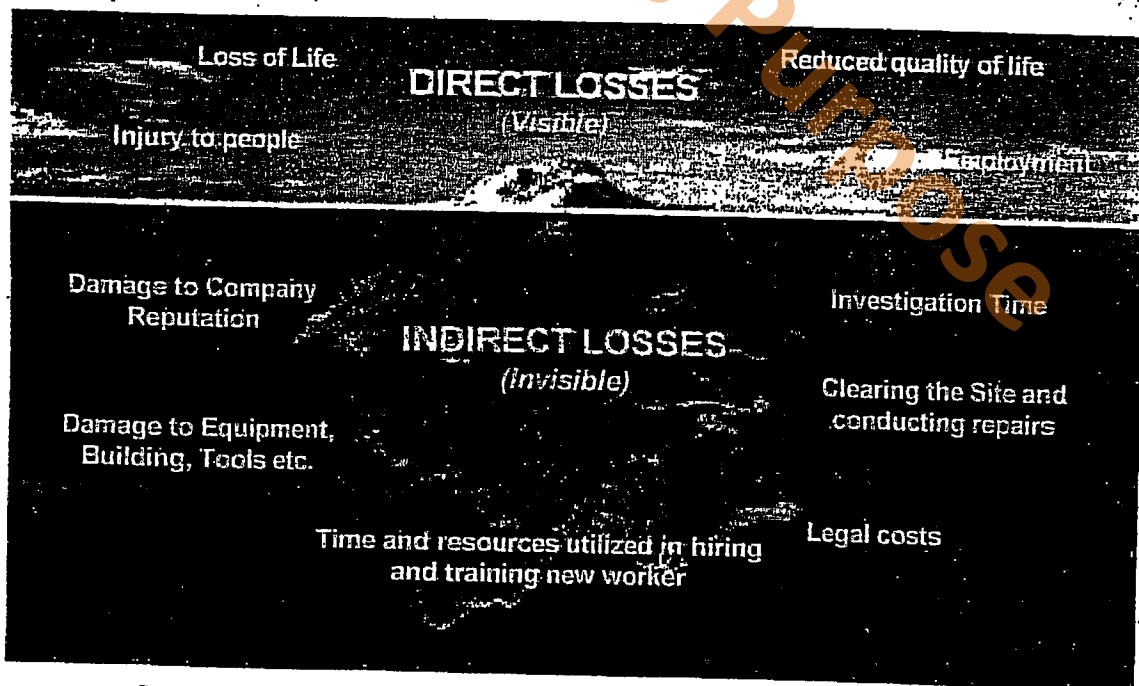 Loss of Life
DIRECT LOSSES
(Visible)
Reduced quality of life
Injury to people
Employment
Damage to Company
Reputation
INDIRECT LOSSES
(Invisible)
Investigation Time
Clearing the Site and
conducting repairs
Damage to Equipment,
Building, Tools etc.
Time and resources utilized in hiring
and training new worker
Legal costs
Purpose